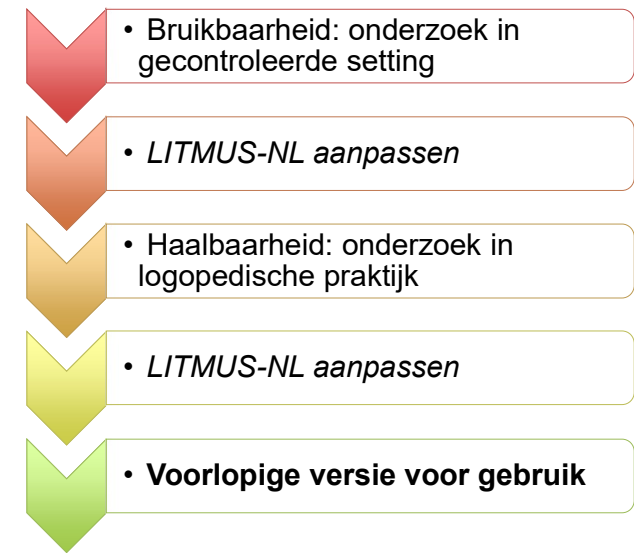 • Bruikbaarheid: onderzoek in
gecontroleerde setting
• LITMUS-NL aanpassen
• Haalbaarheid: onderzoek in
logopedische praktijk
• LITMUS-NL aanpassen
• Voorlopige versie voor gebruik